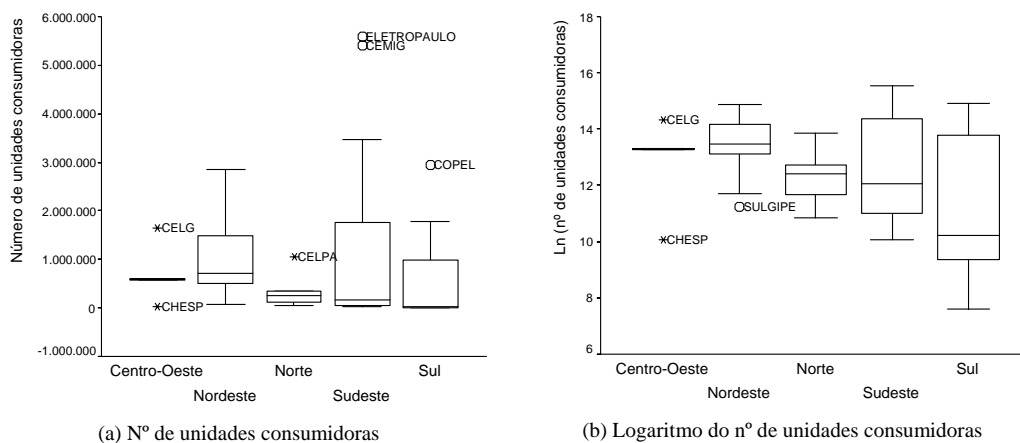 6.000.000
5.000.000
4.000.000
3.000.000
2.000.000
1.000.000
0
-1.000.000
Número de unidades consumidoras
ELETROPAULO
CEMIG
COPEL
CELG
CELPA
CHESP
Centro-Oeste
Nordeste
Norte
Sudeste
Sul
(a) Nº de unidades consumidoras
18
16
14
12
10
8
6
Ln (nº de unidades consumidoras)
CELG
SULGIPE
CHESP
Centro-Oeste
Nordeste
Norte
Sudeste
Sul
(b) Logaritmo do nº de unidades consumidoras